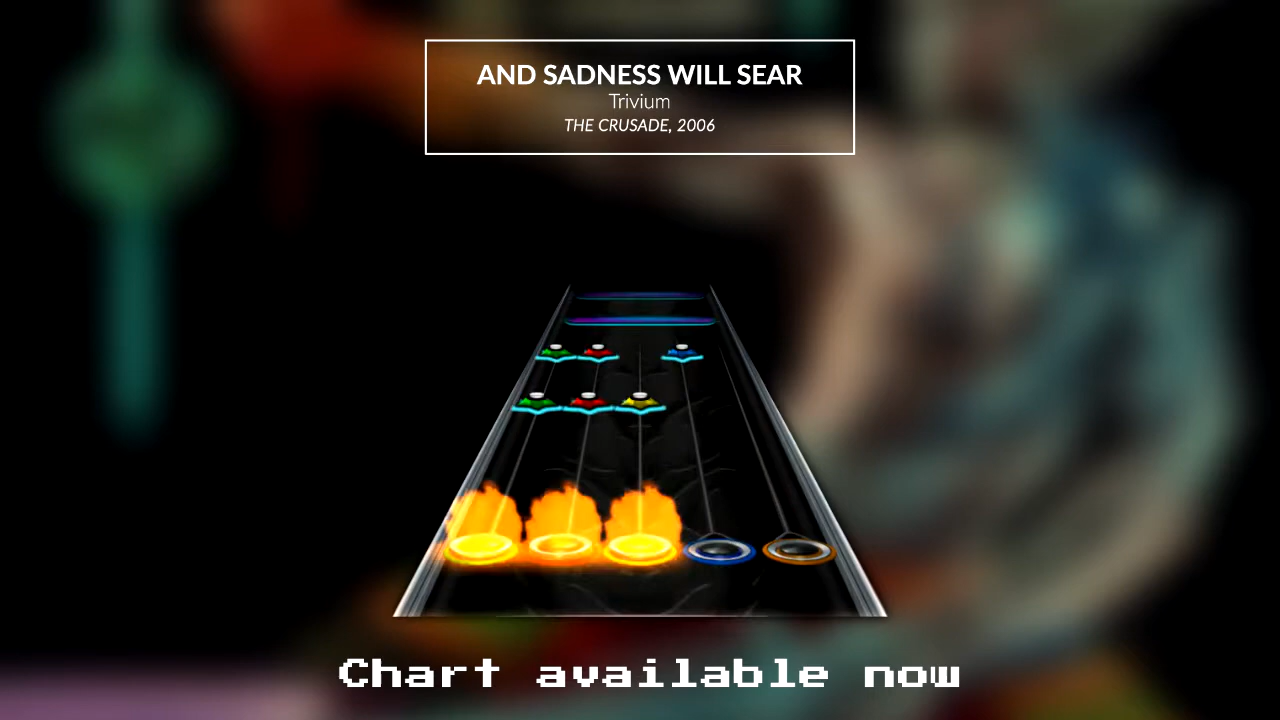 AND SADNESS WILL SEAR
Trivium
THE CRUSADE, 2006
Chart available now